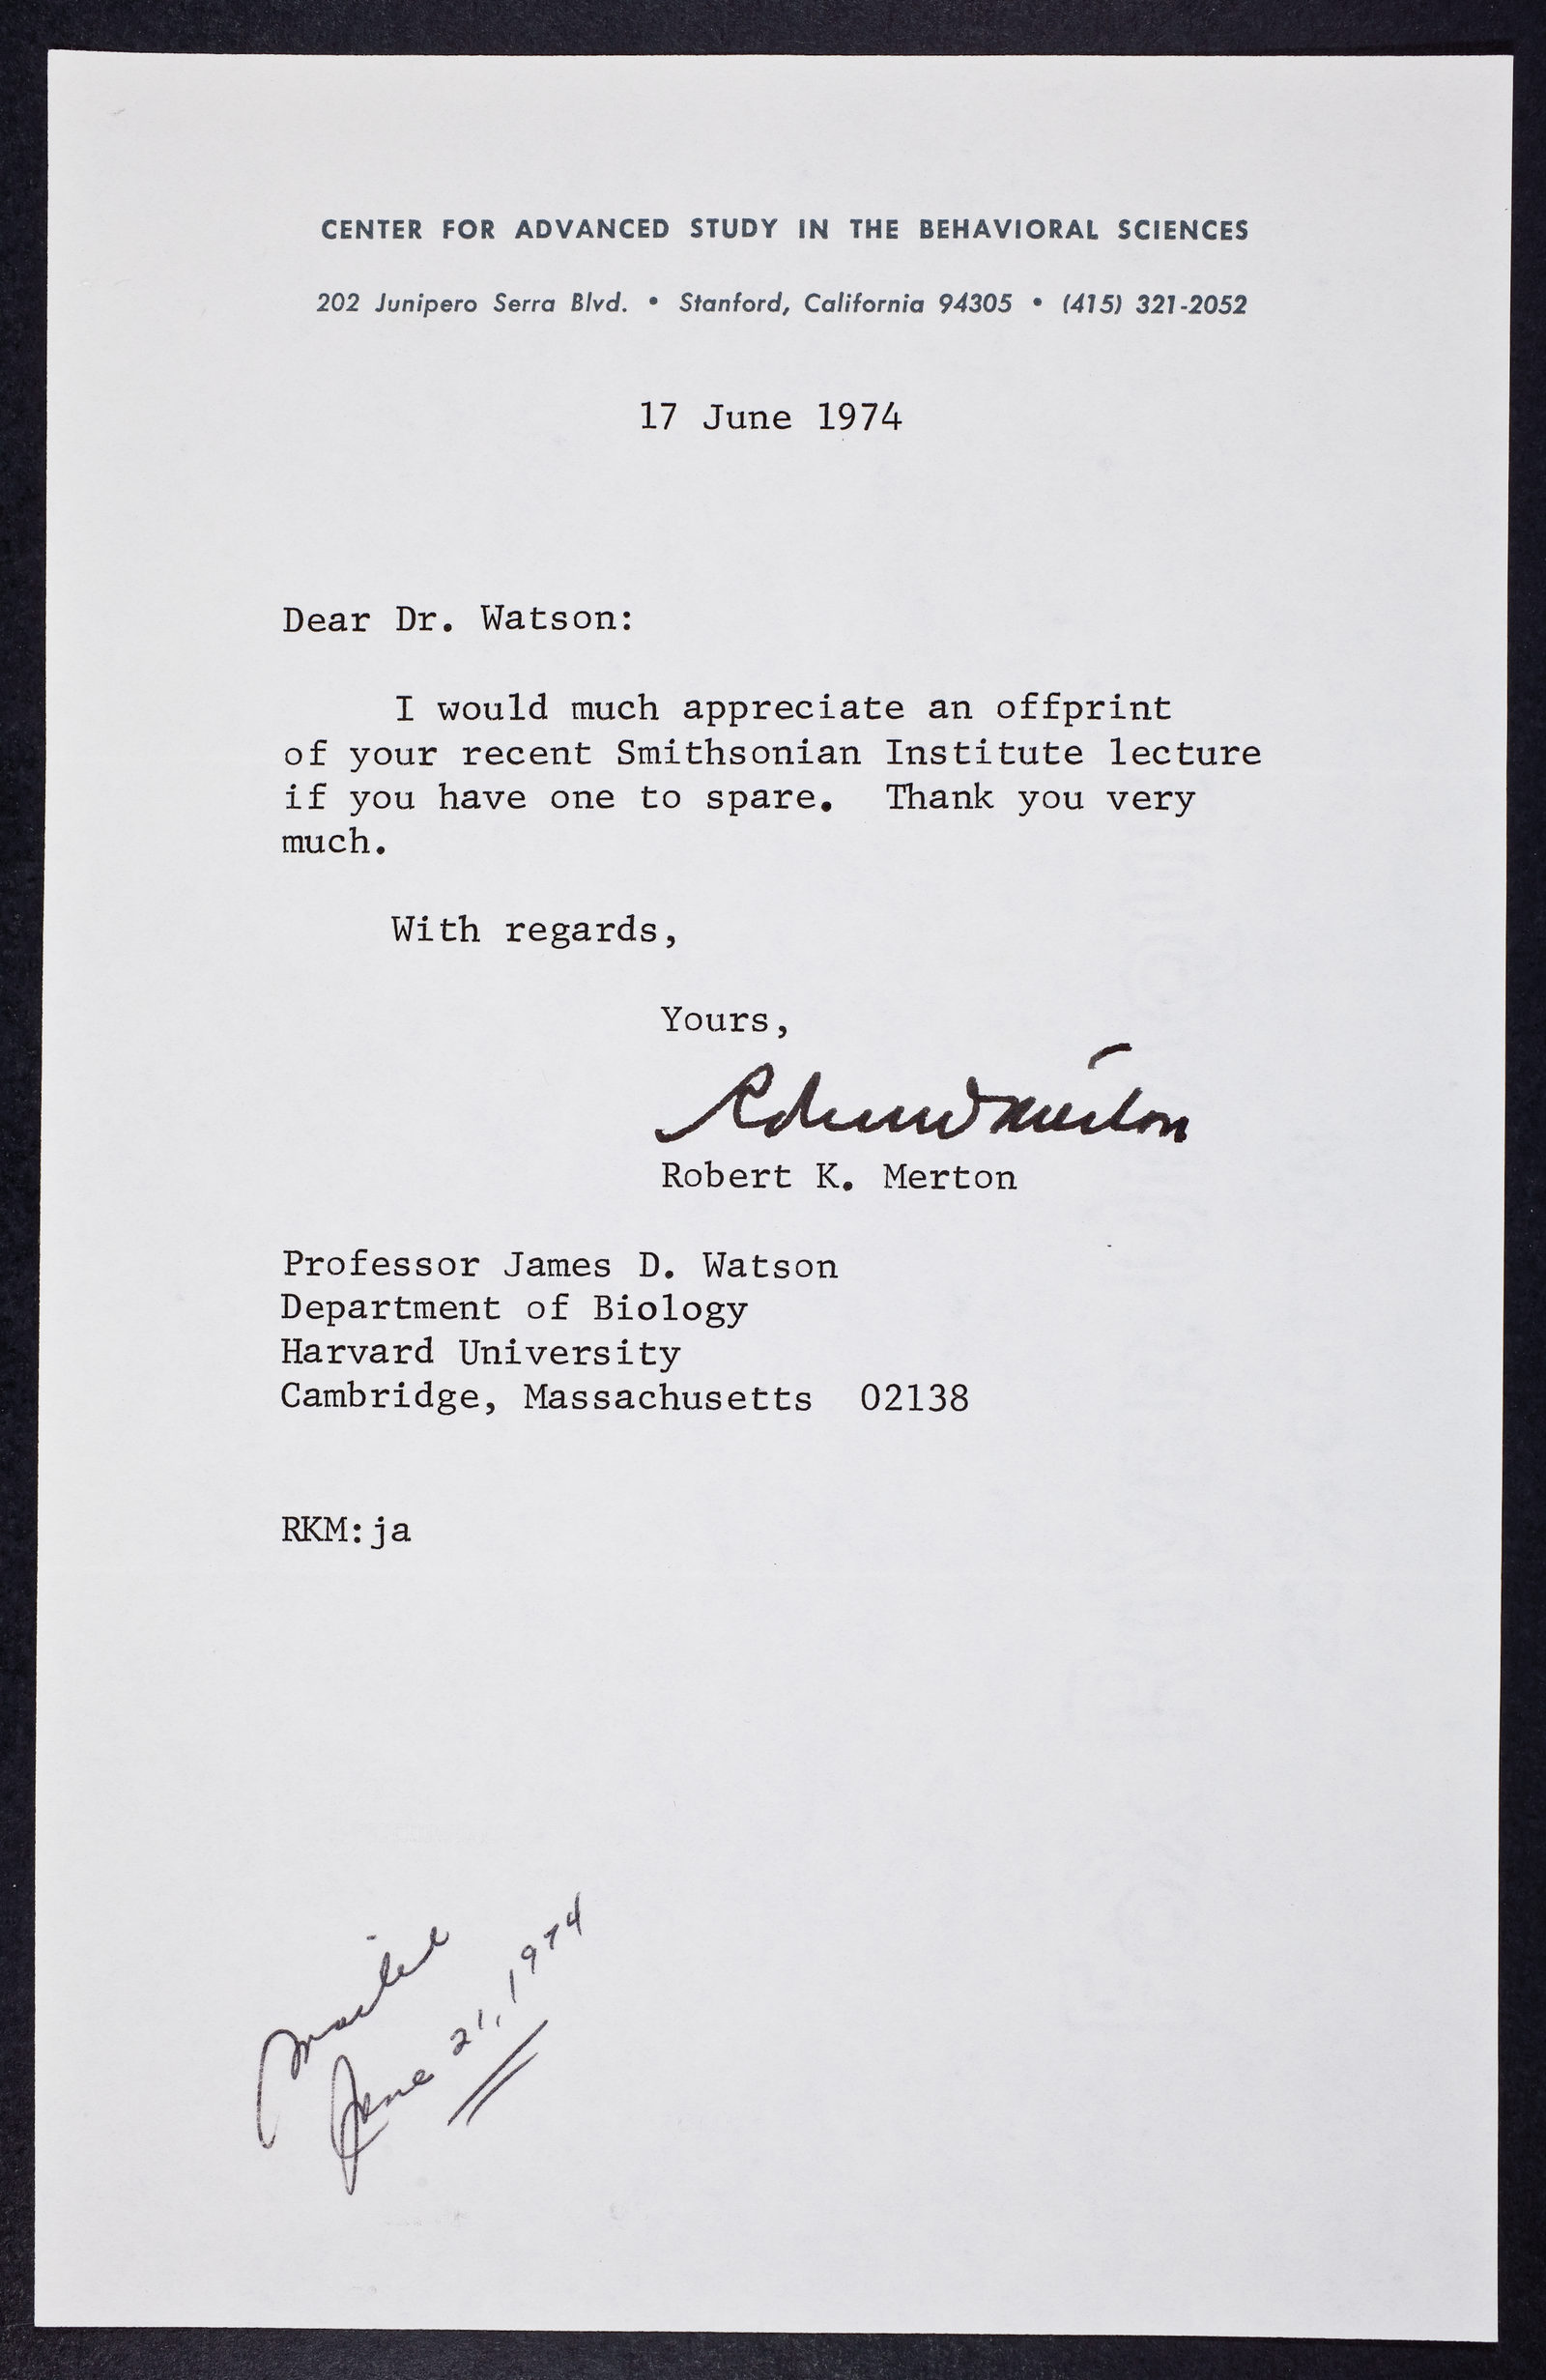 CENTER FOR ADVANCED STUDY IN THE BEHAVIORAL SCIENCES
202 Junipero Serra Blvd. • Stanford, California 94305 • (415) 321-2052
17 June 1974
Dear Dr. Watson:
I would much appreciate an offprint
of your recent Smithsonian Institute lecture
if you have one to spare. Thank you very
much.
With regards,
Yours,
Robert K. Merton
Professor James D. Watson
Department of Biology
Harvard University
Cambridge, Massachusetts 02138
RKM:ja
mailed
June 21, 1974